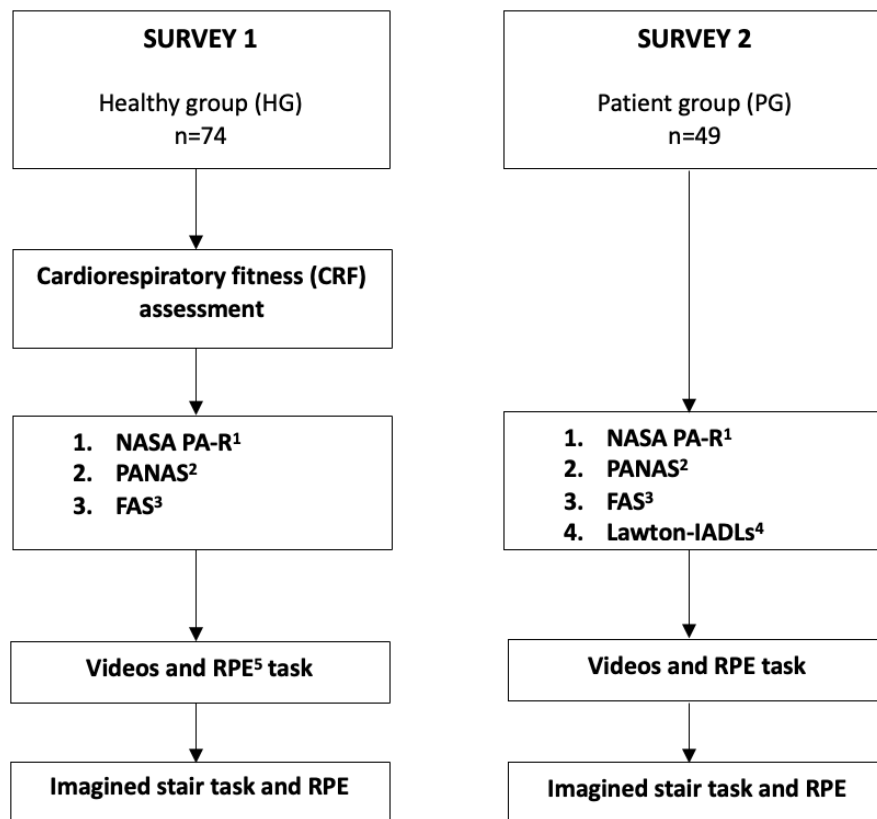 SURVEY 1
Healthy group (HG)
n=74
Cardiorespiratory fitness (CRF)
assessment
1. NASA PA-R¹
2. PANAS²
3. FAS³
Videos and RPE⁵ task
Imagined stair task and RPE
SURVEY 2
Patient group (PG)
n=49
1. NASA PA-R¹
2. PANAS²
3. FAS³
4. Lawton-IADLs⁴
Videos and RPE task
Imagined stair task and RPE